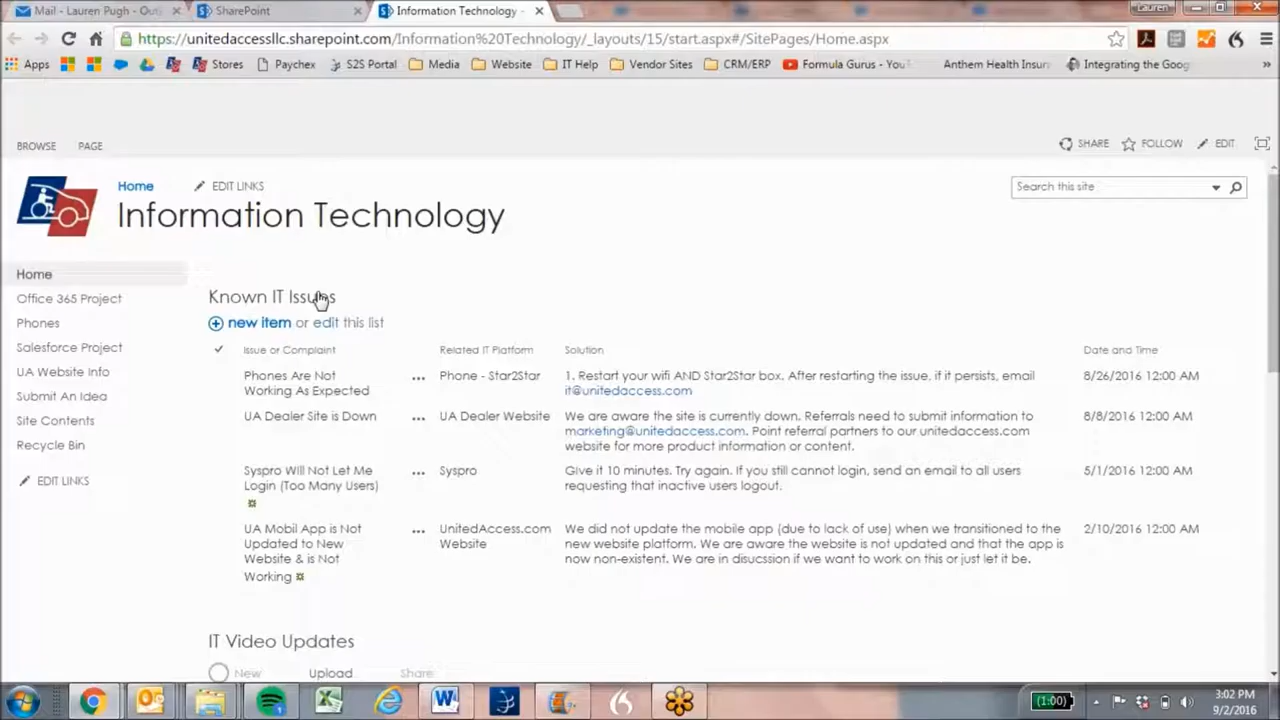 Mail - Lauren Pugh - Out
SharePoint
Information Technology -
Lauren
https://unitedaccessllc.sharepoint.com/Information%20Technology/_layouts/15/start.aspx#/SitePages/Home.aspx
Apps
Stores
Paychex
S2S Portal
Media
Website
IT Help
Vendor Sites
CRM/ERP
Formula Gurus - You
Anthem Health Insur
Integrating the Goog
»
BROWSE
PAGE
SHARE
FOLLOW
EDIT
Home
EDIT LINKS
Search this site
Information Technology
Home
Office 365 Project
Phones
Salesforce Project
UA Website Info
Submit An Idea
Site Contents
Recycle Bin
EDIT LINKS
Known IT Issues
new item or edit this list
Issue or Complaint
Related IT Platform
Solution
Date and Time
Phones Are Not
Working As Expected
...
Phone - Star2Star
1. Restart your wifi AND Star2Star box. After restarting the issue, if it persists, email
it@unitedaccess.com
8/26/2016 12:00 AM
UA Dealer Site is Down
...
UA Dealer Website
We are aware the site is currently down. Referrals need to submit information to
marketing@unitedaccess.com. Point referral partners to our unitedaccess.com
website for more product information or content.
8/8/2016 12:00 AM
Syspro Will Not Let Me
Login (Too Many Users)
...
Syspro
Give it 10 minutes. Try again. If you still cannot login, send an email to all users
requesting that inactive users logout.
5/1/2016 12:00 AM
UA Mobil App is Not
Updated to New
Website & is Not
Working
...
UnitedAccess.com
Website
We did not update the mobile app (due to lack of use) when we transitioned to the
new website platform. We are aware the website is not updated and that the app is
now non-existent. We are in disucssion if we want to work on this or just let it be.
2/10/2016 12:00 AM
IT Video Updates
New
Upload
Share
(1:00)
3:02 PM
9/2/2016